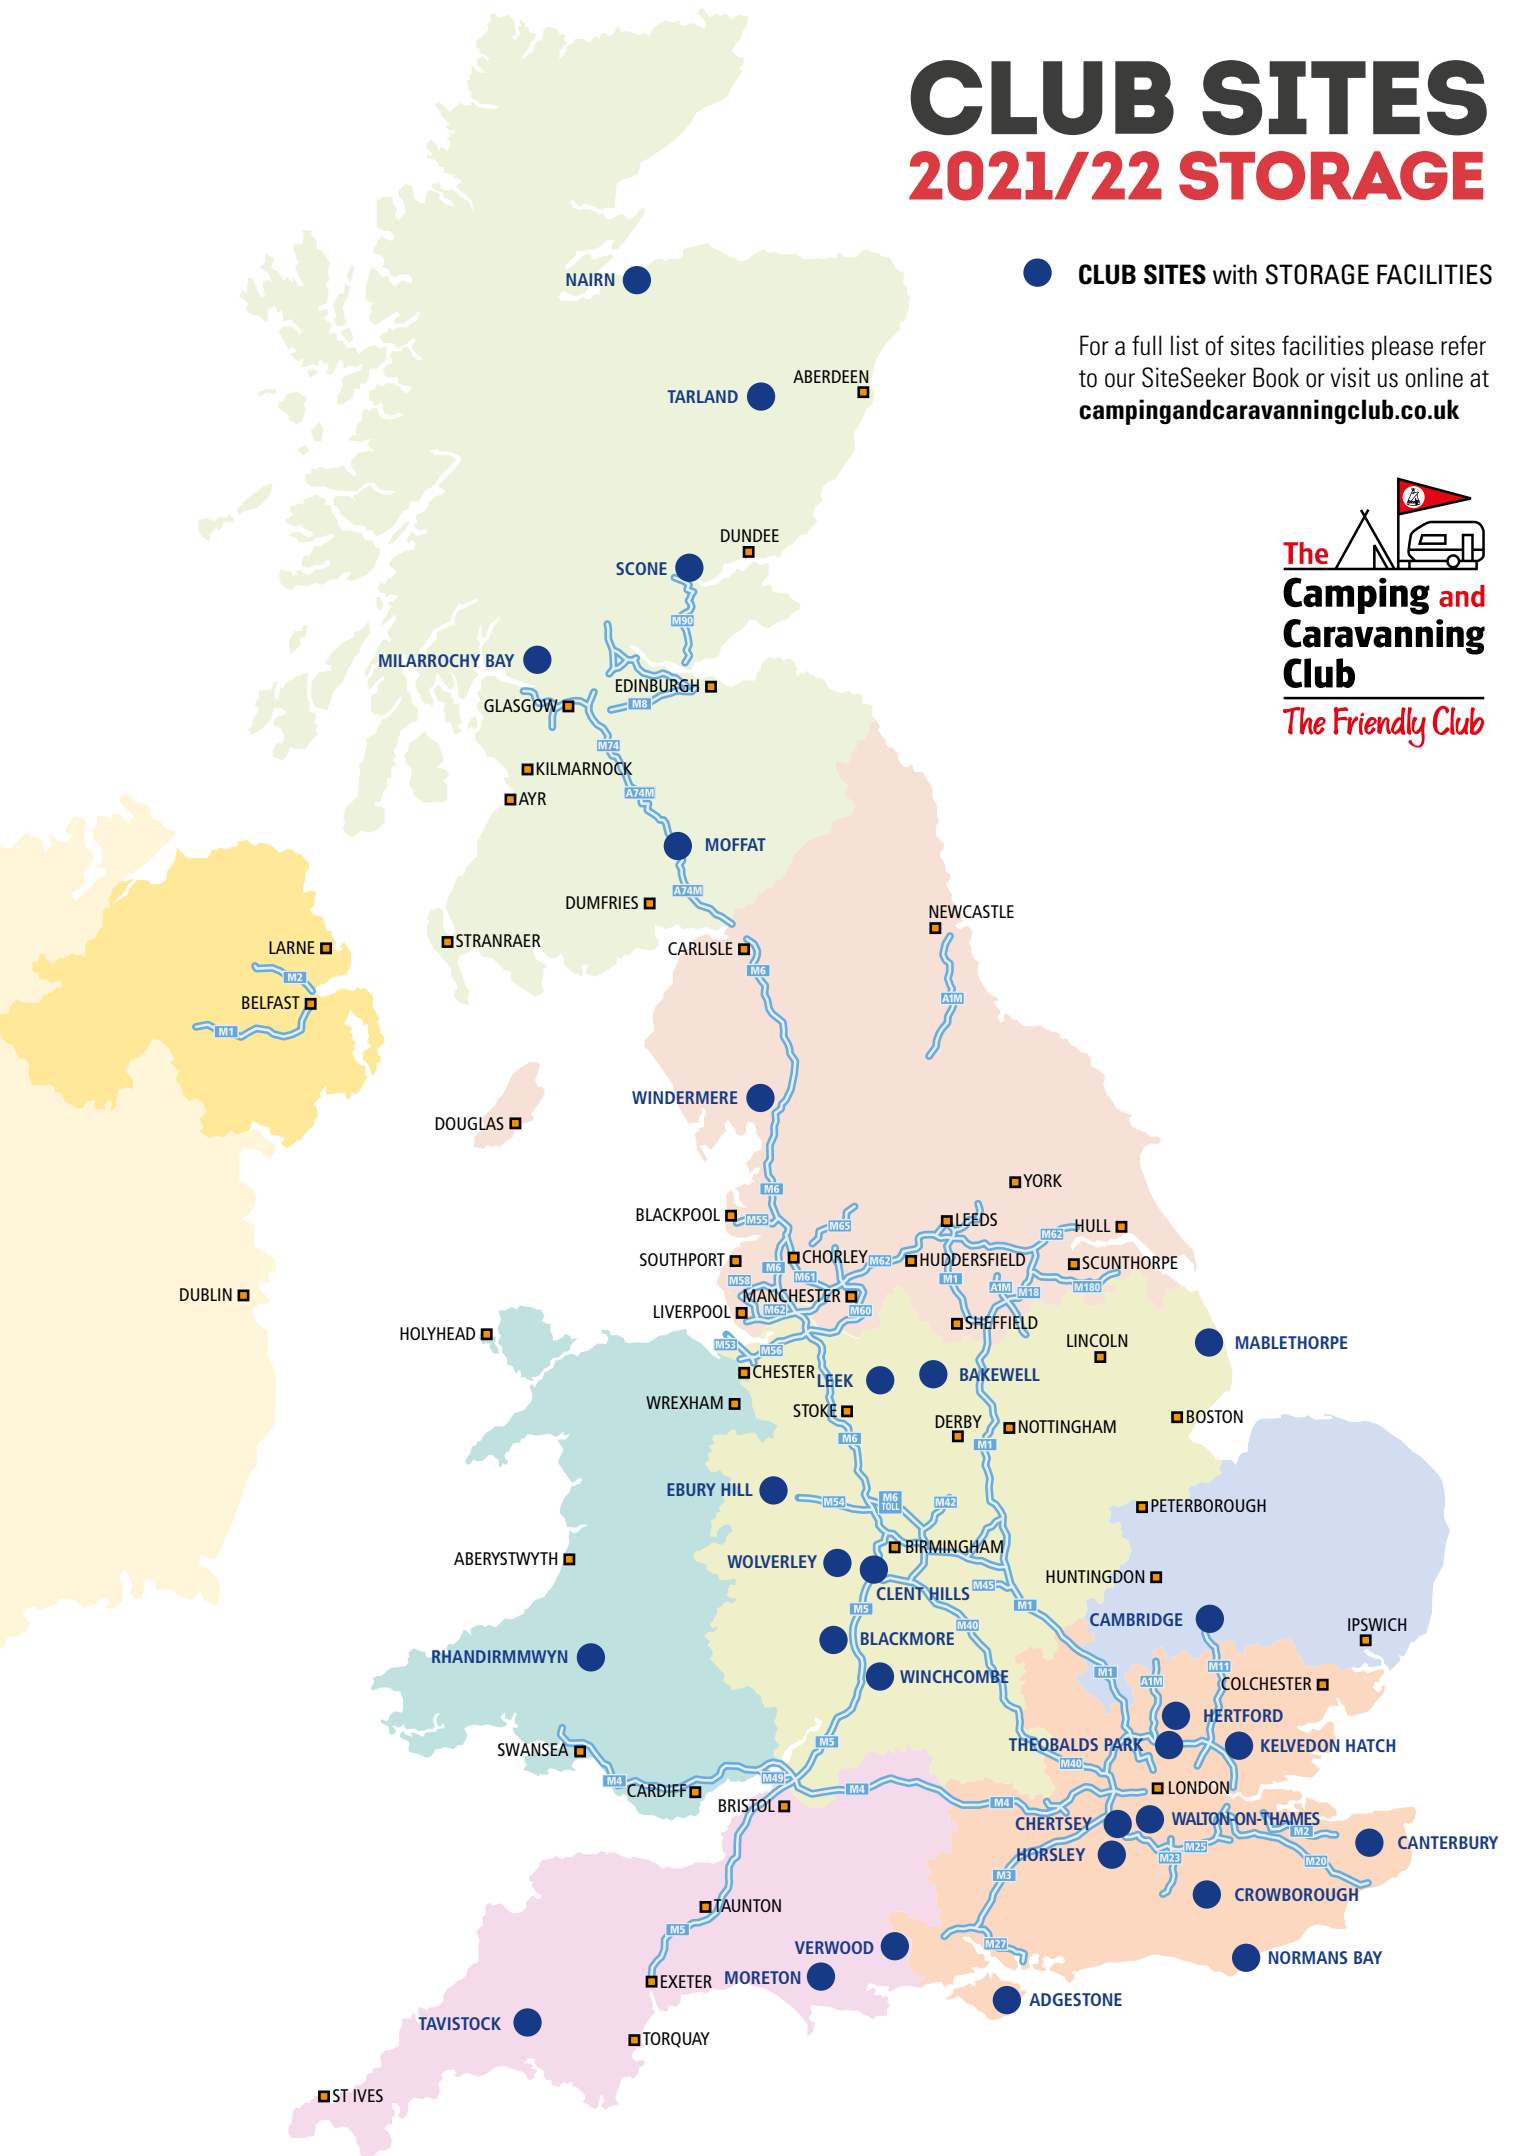 CLUB SITES
2021/22 STORAGE
CLUB SITES with STORAGE FACILITIES
For a full list of sites facilities please refer
to our SiteSeeker Book or visit us online at
campingandcaravanningclub.co.uk
The
Camping and
Caravanning
Club
The Friendly Club
NAIRN
TARLAND
ABERDEEN
DUNDEE
SCONE
M90
MILARROCHY BAY
EDINBURGH
GLASGOW
M8
M74
KILMARNOCK
A74M
AYR
MOFFAT
A74M
DUMFRIES
NEWCASTLE
STRANRAER
LARNE
CARLISLE
M6
M2
A1M
BELFAST
M1
WINDERMERE
DOUGLAS
YORK
M6
BLACKPOOL
M55
M65
LEEDS
HULL
M62
SOUTHPORT
CHORLEY
M62
HUDDERSFIELD
SCUNTHORPE
M6
M61
M58
M1
A1M
M18
M180
DUBLIN
MANCHESTER
LIVERPOOL
M62
M60
SHEFFIELD
HOLYHEAD
M53
M56
LINCOLN
MABLETHORPE
CHESTER
LEEK
BAKEWELL
WREXHAM
STOKE
DERBY
NOTTINGHAM
BOSTON
M6
M1
EBURY HILL
M54
M6
TOLL
M42
PETERBOROUGH
BIRMINGHAM
ABERYSTWYTH
WOLVERLEY
HUNTINGDON
CLENT HILLS
M45
M5
M1
CAMBRIDGE
M40
IPSWICH
BLACKMORE
RHANDIRMMWYN
M11
WINCHCOMBE
M1
A1M
COLCHESTER
HERTFORD
M5
THEOBALDS PARK
KELVEDON HATCH
SWANSEA
M40
M4
M49
CARDIFF
M4
LONDON
BRISTOL
M4
CHERTSEY
WALTON-ON-THAMES
M2
CANTERBURY
M25
HORSLEY
M23
M20
M3
CROWBOROUGH
TAUNTON
M5
VERWOOD
M27
NORMANS BAY
EXETER
MORETON
ADGESTONE
TAVISTOCK
TORQUAY
ST IVES